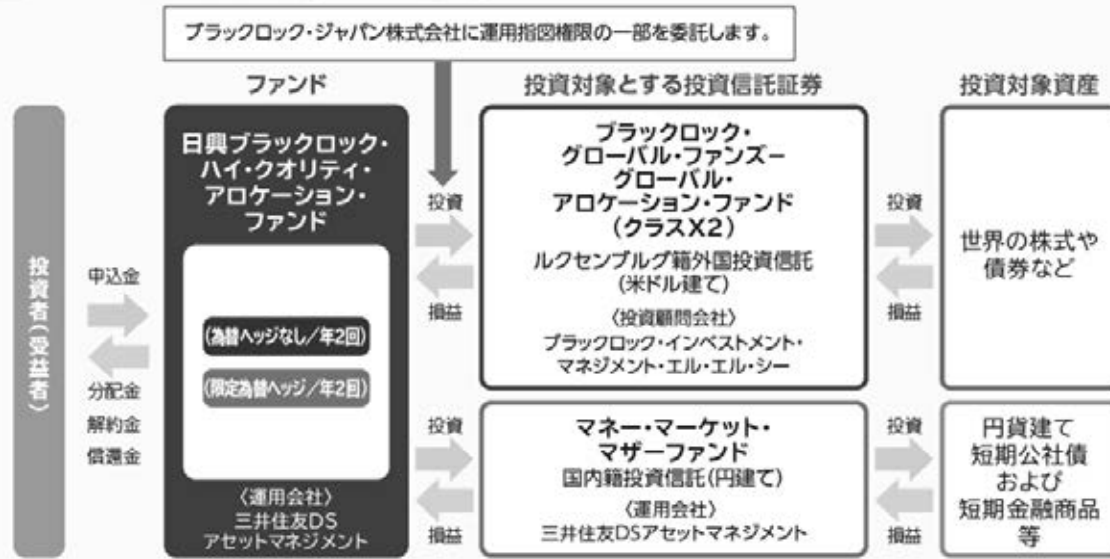 ブラックロック・ジャパン株式会社に運用指図権限の一部を委託します。
ファンド
投資対象とする投資信託証券
投資対象資産
投資者(受益者)
申込金
分配金
解約金
償還金
日興ブラックロック・
ハイ・クオリティ・
アロケーション・
ファンド
(為替ヘッジなし/年2回)
(限定為替ヘッジ/年2回)
〈運用会社〉
三井住友DS
アセットマネジメント
投資
損益
ブラックロック・
グローバル・ファンズー
グローバル・
アロケーション・ファンド
(クラスX2)
ルクセンブルグ籍外国投資信託
(米ドル建て)
〈投資顧問会社〉
ブラックロック・インベストメント・
マネジメント・エル・エル・シー
投資
損益
世界の株式や
債券など
投資
損益
マネー・マーケット・
マザーファンド
国内籍投資信託(円建て)
〈運用会社〉
三井住友DSアセットマネジメント
投資
損益
円貨建て
短期公社債
および
短期金融商品
等